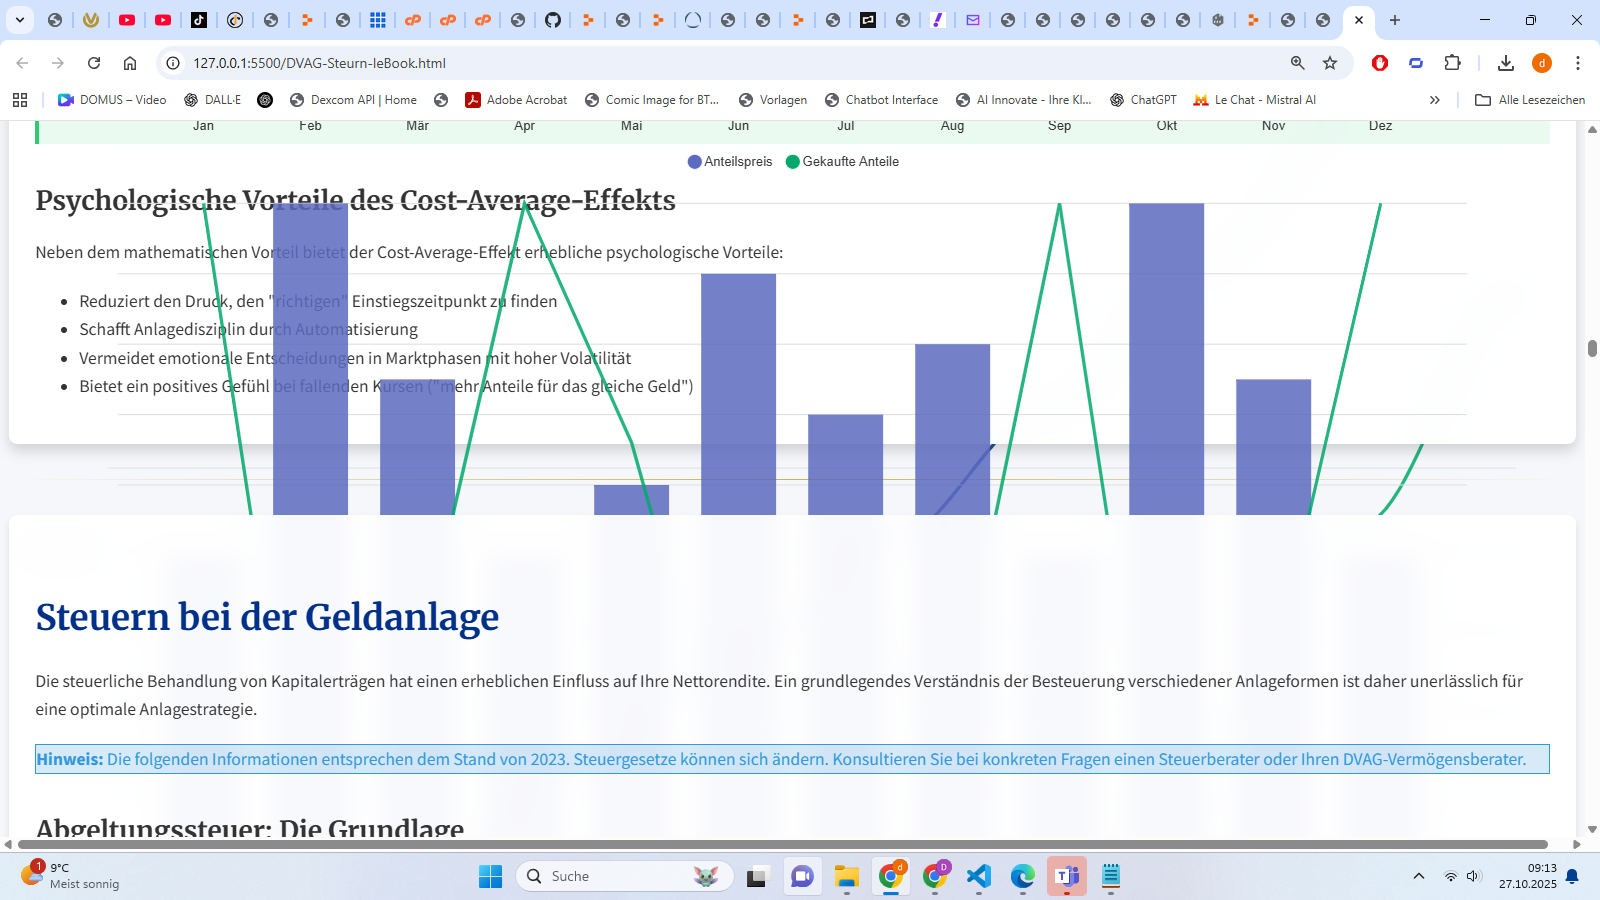 127.0.0.1:5500/DVAG-Steurn-leBook.html
d
DOMUS – Video
DALL·E
Dexcom API | Home
Adobe Acrobat
Comic Image for BT...
Vorlagen
Chatbot Interface
AI Innovate - Ihre KI...
ChatGPT
Le Chat - Mistral AI
Alle Lesezeichen
Jan Feb Mär Apr Mai Jun Jul Aug Sep Okt Nov Dez
Anteilspreis Gekaufte Anteile
Psychologische Vorteile des Cost-Average-Effekts
Neben dem mathematischen Vorteil bietet der Cost-Average-Effekt erhebliche psychologische Vorteile:
Reduziert den Druck, den "richtigen" Einstiegszeitpunkt zu finden
Schafft Anlagedisziplin durch Automatisierung
Vermeidet emotionale Entscheidungen in Marktphasen mit hoher Volatilität
Bietet ein positives Gefühl bei fallenden Kursen ("mehr Anteile für das gleiche Geld")
Steuern bei der Geldanlage
Die steuerliche Behandlung von Kapitalerträgen hat einen erheblichen Einfluss auf Ihre Nettorendite. Ein grundlegendes Verständnis der Besteuerung verschiedener Anlageformen ist daher unerlässlich für
eine optimale Anlagestrategie.
Hinweis: Die folgenden Informationen entsprechen dem Stand von 2023. Steuergesetze können sich ändern. Konsultieren Sie bei konkreten Fragen einen Steuerberater oder Ihren DVAG-Vermögensberater.
Abgeltungssteuer: Die Grundlage
1
9°C
Meist sonnig
Suche
d
D
09:13
27.10.2025